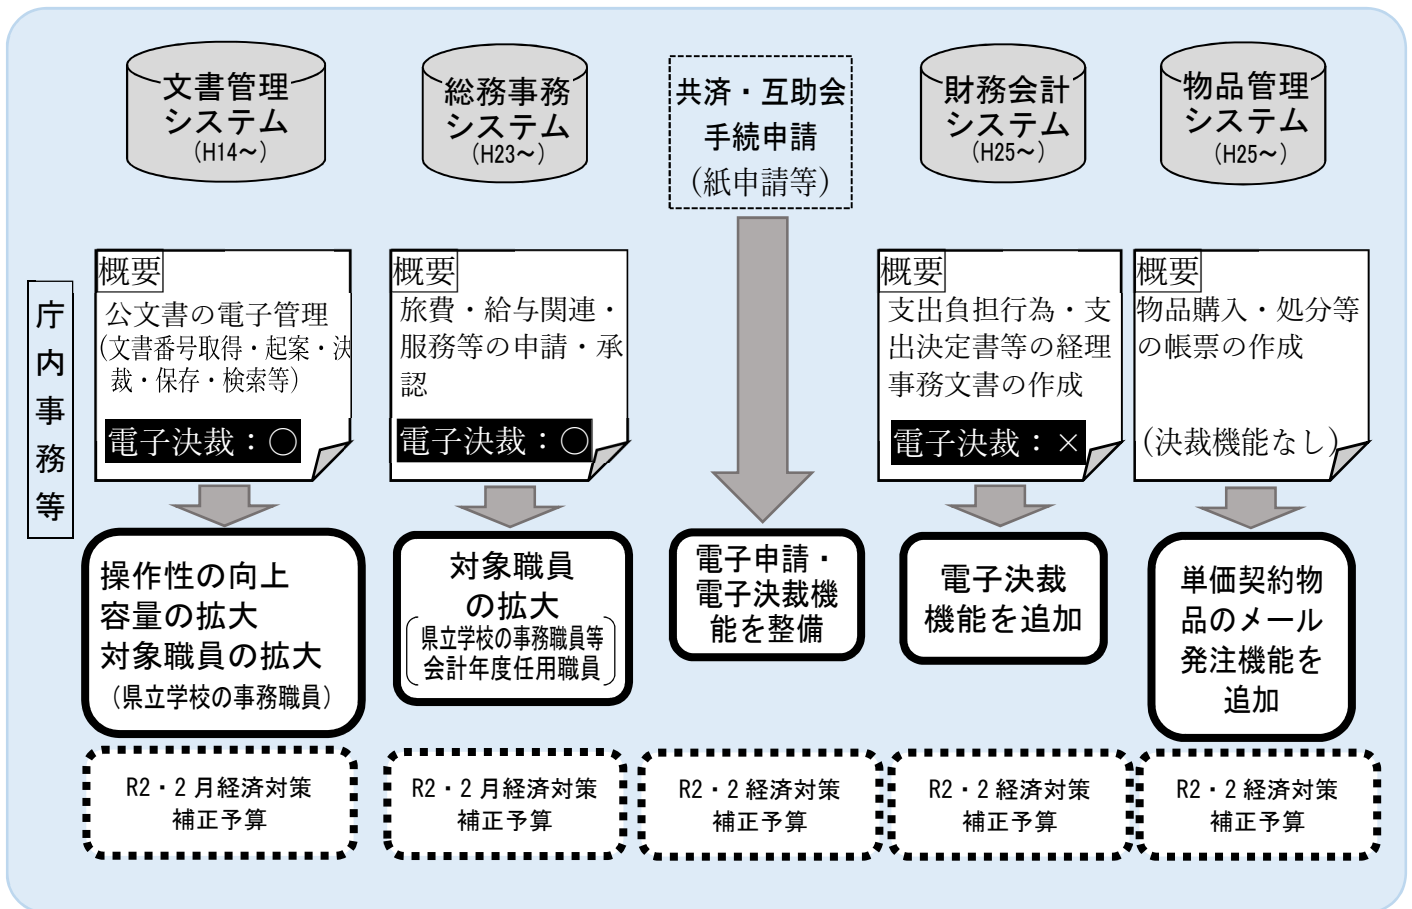 文書管理
システム
(H14～)
総務事務
システム
(H23～)
共済・互助会
手続申請
(紙申請等)
財務会計
システム
(H25～)
物品管理
システム
(H25～)
庁内事務等
概要
公文書の電子管理
(文書番号取得・起案・決
裁・保存・検索等)
電子決裁：○
概要
旅費・給与関連・
服務等の申請・承
認
電子決裁：○
概要
支出負担行為・支
出決定書等の経理
事務文書の作成
電子決裁：×
概要
物品購入・処分等
の帳票の作成
(決裁機能なし)
操作性の向上
容量の拡大
対象職員の拡大
(県立学校の事務職員)
対象職員
の拡大
県立学校の事務職員等
会計年度任用職員
電子申請・
電子決裁機
能を整備
電子決裁
機能を追加
単価契約物
品のメール
発注機能を
追加
R2・2月経済対策
補正予算
R2・2月経済対策
補正予算
R2・2経済対策
補正予算
R2・2経済対策
補正予算
R2・2経済対策
補正予算